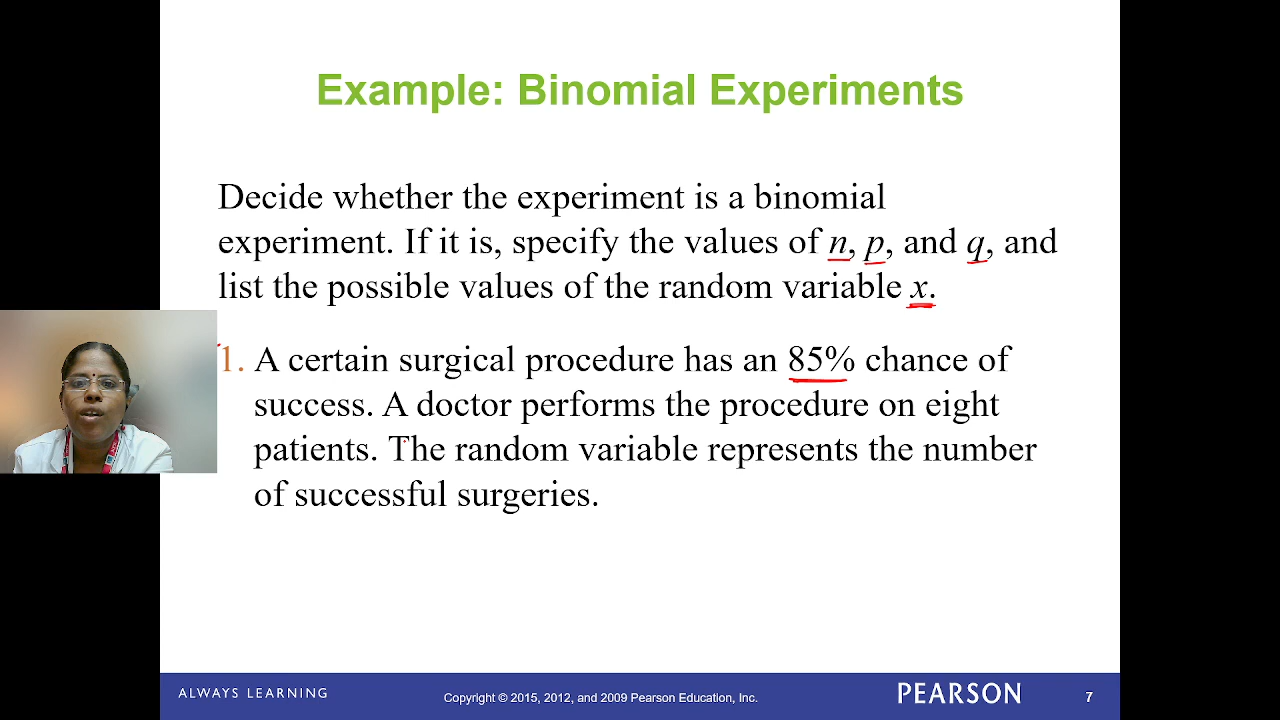 Example: Binomial Experiments
Decide whether the experiment is a binomial
experiment. If it is, specify the values of n, p, and q, and
list the possible values of the random variable x.
1. A certain surgical procedure has an 85% chance of
success. A doctor performs the procedure on eight
patients. The random variable represents the number
of successful surgeries.
ALWAYS LEARNING
Copyright © 2015, 2012, and 2009 Pearson Education, Inc.
PEARSON
7